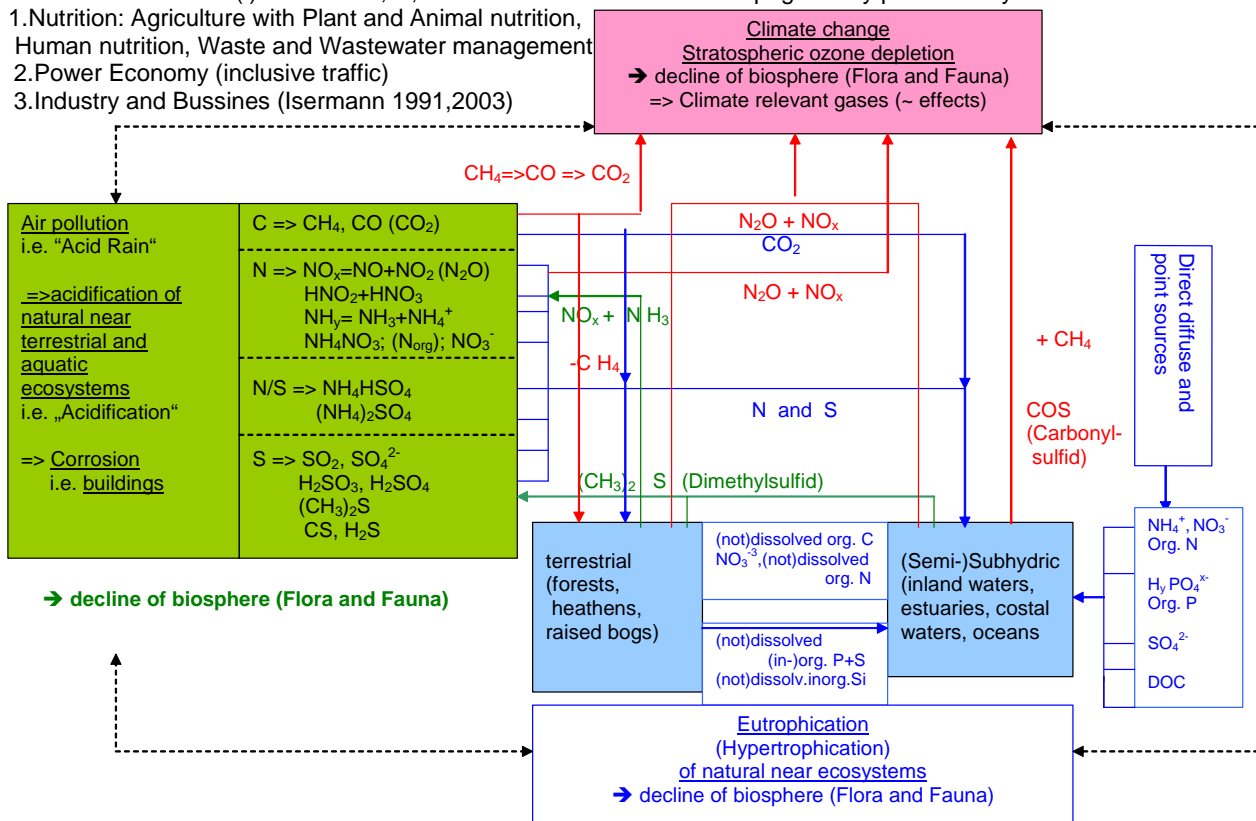 1.Nutrition: Agriculture with Plant and Animal nutrition,
Human nutrition, Waste and Wastewater management
2.Power Economy (inclusive traffic)
3.Industry and Bussines (Isermann 1991,2003)
Climate change
Stratospheric ozone depletion
➔ decline of biosphere (Flora and Fauna)
=> Climate relevant gases (~ effects)
CH₄=>CO => CO₂
Air pollution
i.e. “Acid Rain“
=>acidification of
natural near
terrestrial and
aquatic
ecosystems
i.e. „Acidification“
=> Corrosion
i.e. buildings
C => CH₄, CO (CO₂)
N => NOₓ=NO+NO₂ (N₂O)
HNO₂+HNO₃
NHy= NH₃+NH₄⁺
NH₄NO₃; (Norg); NO₃⁻
N/S => NH₄HSO₄
(NH₄)₂SO₄
S => SO₂, SO₄²⁻
H₂SO₃, H₂SO₄
(CH₃)₂S
CS, H₂S
N₂O + NOₓ
CO₂
N₂O + NOₓ
NOₓ + N H₃
-C H₄
N and S
(CH₃)₂ S (Dimethylsulfid)
+ CH₄
COS
(Carbonyl-
sulfid)
Direct diffuse and
point sources
➔ decline of biosphere (Flora and Fauna)
terrestrial
(forests,
heathens,
raised bogs)
(not)dissolved org. C
NO₃⁻³,(not)dissolved
org. N
(not)dissolved
(in-)org. P+S
(not)dissolv.inorg.Si
(Semi-)Subhydric
(inland waters,
estuaries, costal
waters, oceans
NH₄⁺, NO₃⁻
Org. N
Hy PO₄ˣ⁻
Org. P
SO₄²⁻
DOC
Eutrophication
(Hypertrophication)
of natural near ecosystems
➔ decline of biosphere (Flora and Fauna)